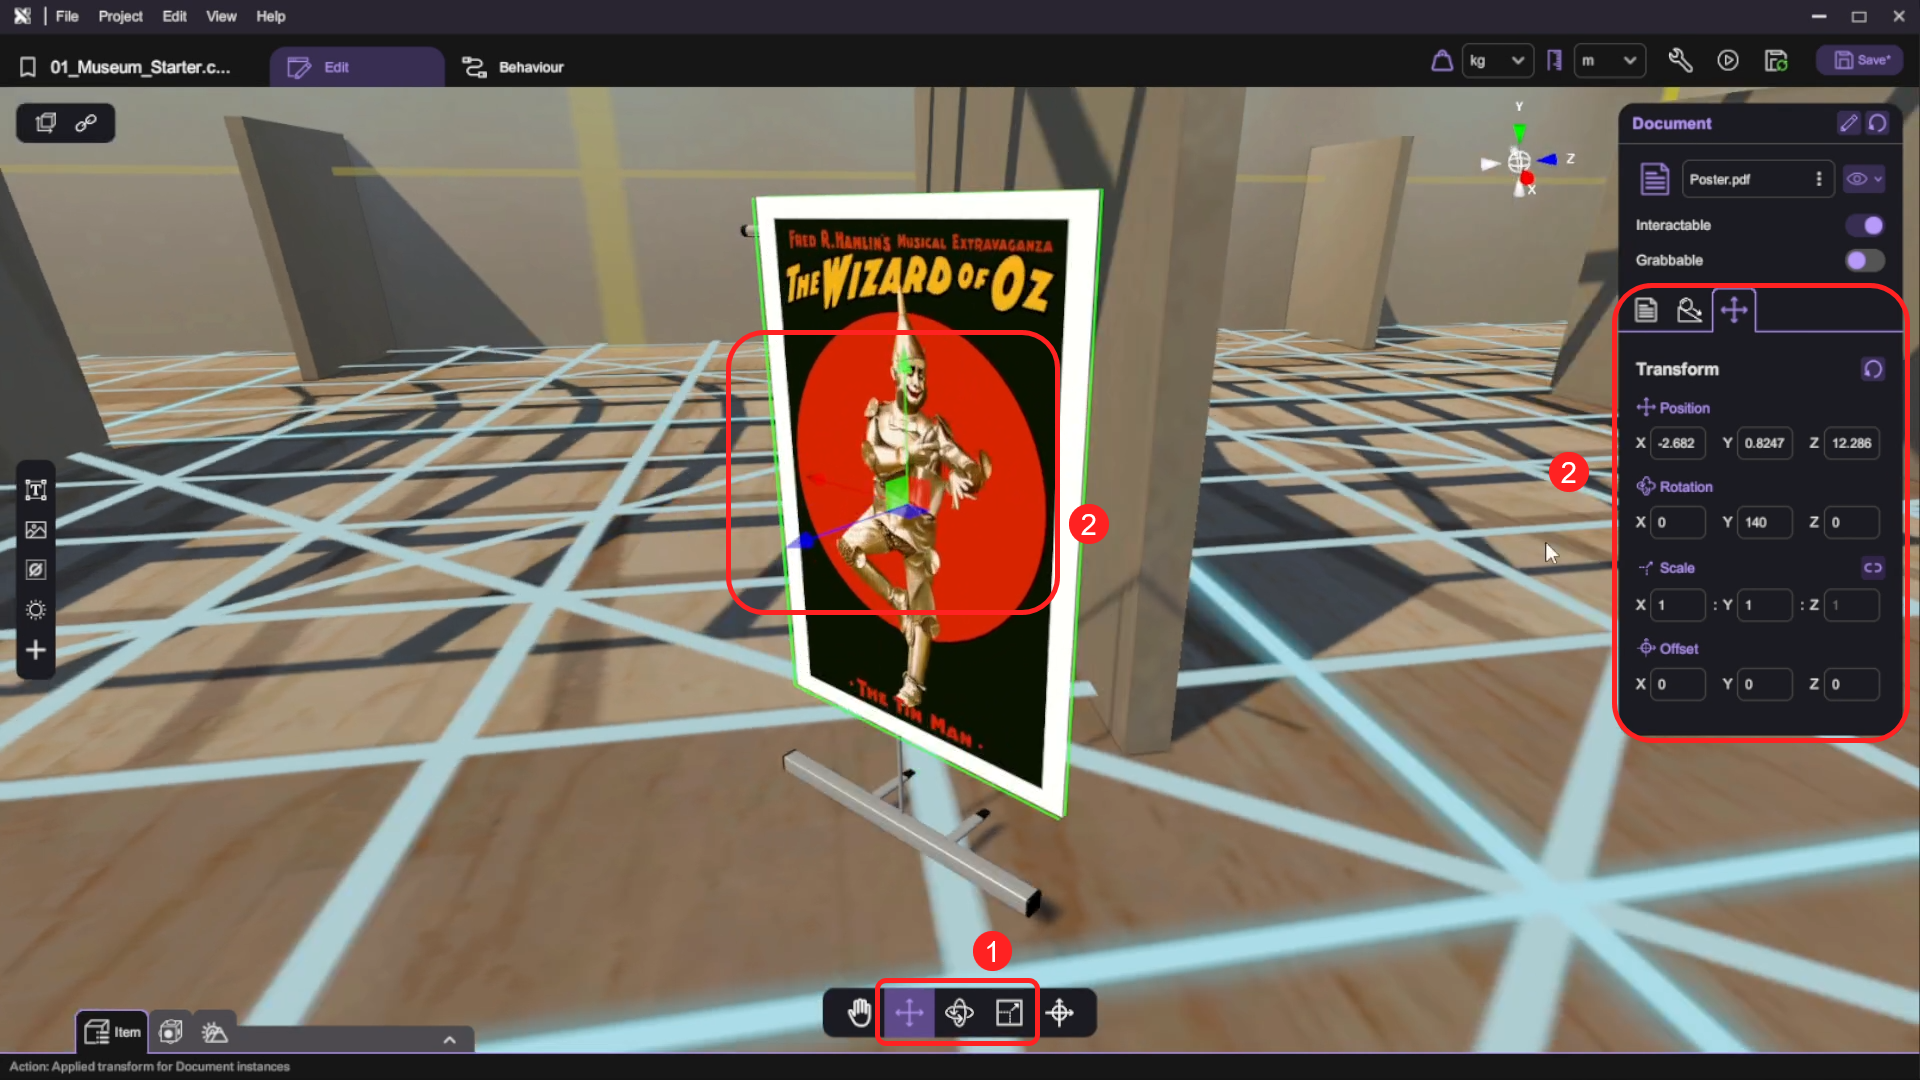 File Project Edit View Help
01_Museum_Starter.c... Edit Behaviour kg m Save*
Y
Z
X
Document
Poster.pdf
Interactable
Grabbable
Transform
Position
X -2.682 Y 0.8247 Z 12.286
Rotation
X 0 Y 140 Z 0
Scale
X 1 : Y 1 : Z 1
Offset
X 0 Y 0 Z 0
FRED R. HAMLIN'S MUSICAL EXTRAVAGANZA
THE WIZARD OF OZ
· THE TIN MAN ·
2
2
1
T
Item
Action: Applied transform for Document instances